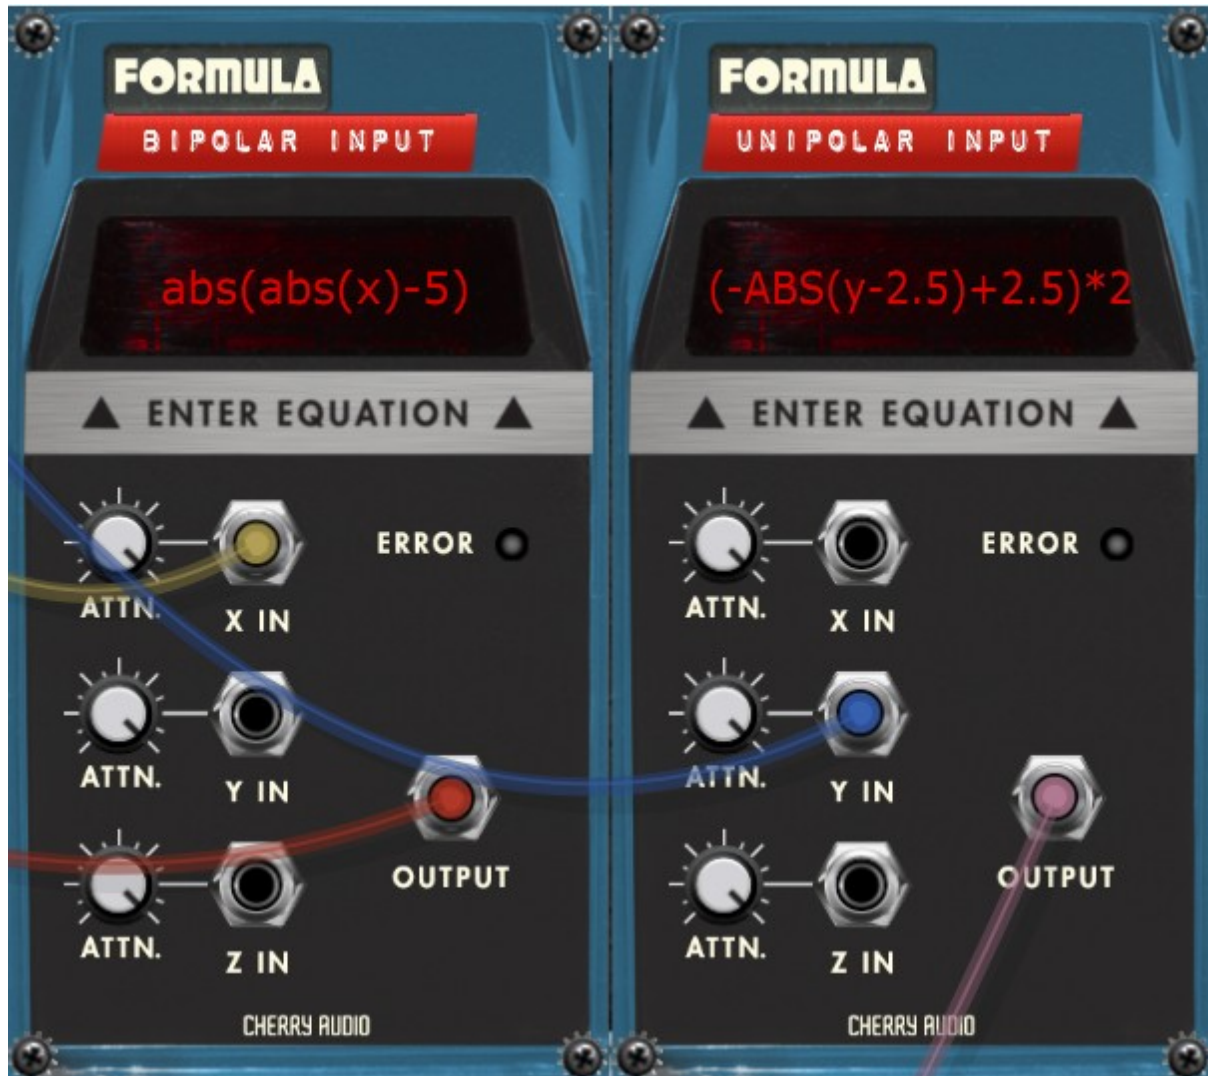 FORMULA
BIPOLAR INPUT
abs(abs(x)-5)
ENTER EQUATION
ATTN.
X IN
ERROR
ATTN.
Y IN
ATTN.
Z IN
OUTPUT
CHERRY AUDIO
FORMULA
UNIPOLAR INPUT
(-ABS(y-2.5)+2.5)*2
ENTER EQUATION
ATTN.
X IN
ERROR
ATTN.
Y IN
ATTN.
Z IN
OUTPUT
CHERRY AUDIO